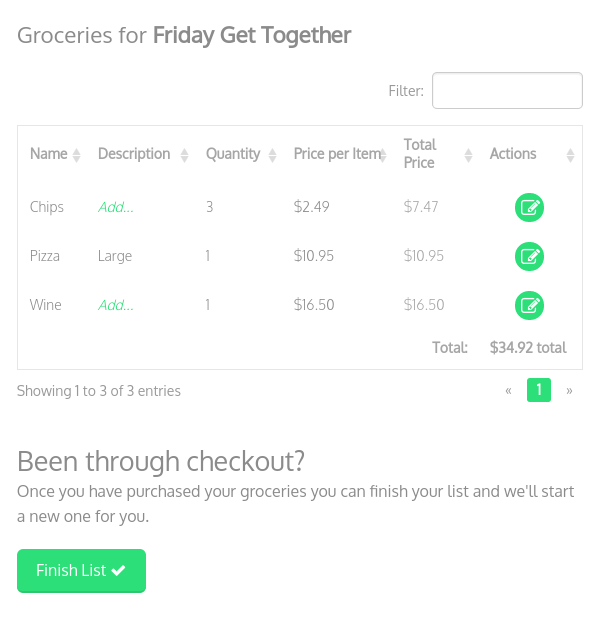 Groceries for Friday Get Together
Filter:
Name Description Quantity Price per Item Total Price Actions
Chips Add... 3 $2.49 $7.47
Pizza Large 1 $10.95 $10.95
Wine Add... 1 $16.50 $16.50
Total: $34.92 total
Showing 1 to 3 of 3 entries « 1 »
Been through checkout?
Once you have purchased your groceries you can finish your list and we'll start
a new one for you.
Finish List